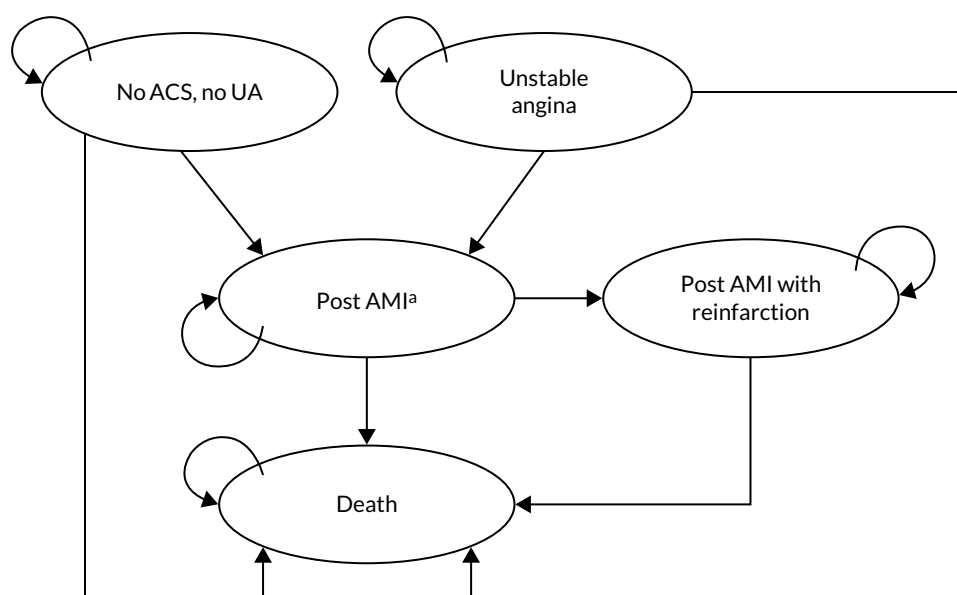 No ACS, no UA
Unstable
angina
Post AMIᵃ
Post AMI with
reinfarction
Death